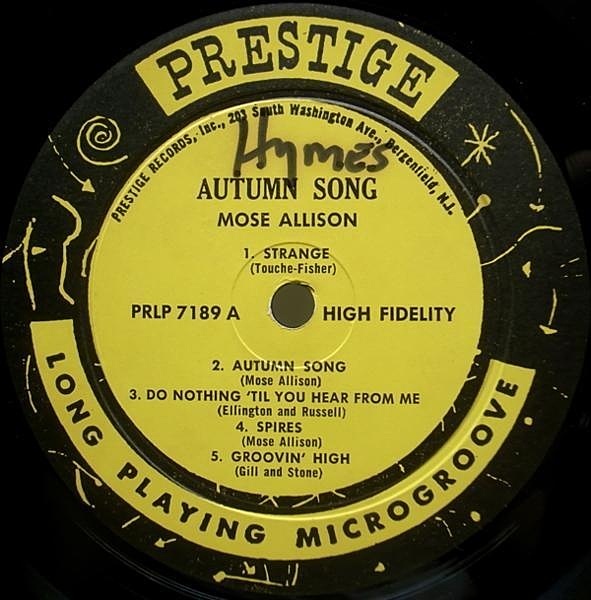 PRESTIGE
PRESTIGE RECORDS, Inc., 203 South Washington Ave., Bergenfield, N.J.
Hymes
AUTUMN SONG
MOSE ALLISON
1. STRANGE
(Touche-Fisher)
PRLP 7189 A
HIGH FIDELITY
2. AUTUMN SONG
(Mose Allison)
3. DO NOTHING 'TIL YOU HEAR FROM ME
(Ellington and Russell)
4. SPIRES
(Mose Allison)
5. GROOVIN' HIGH
(Gill and Stone)
LONG PLAYING MICROGROOVE